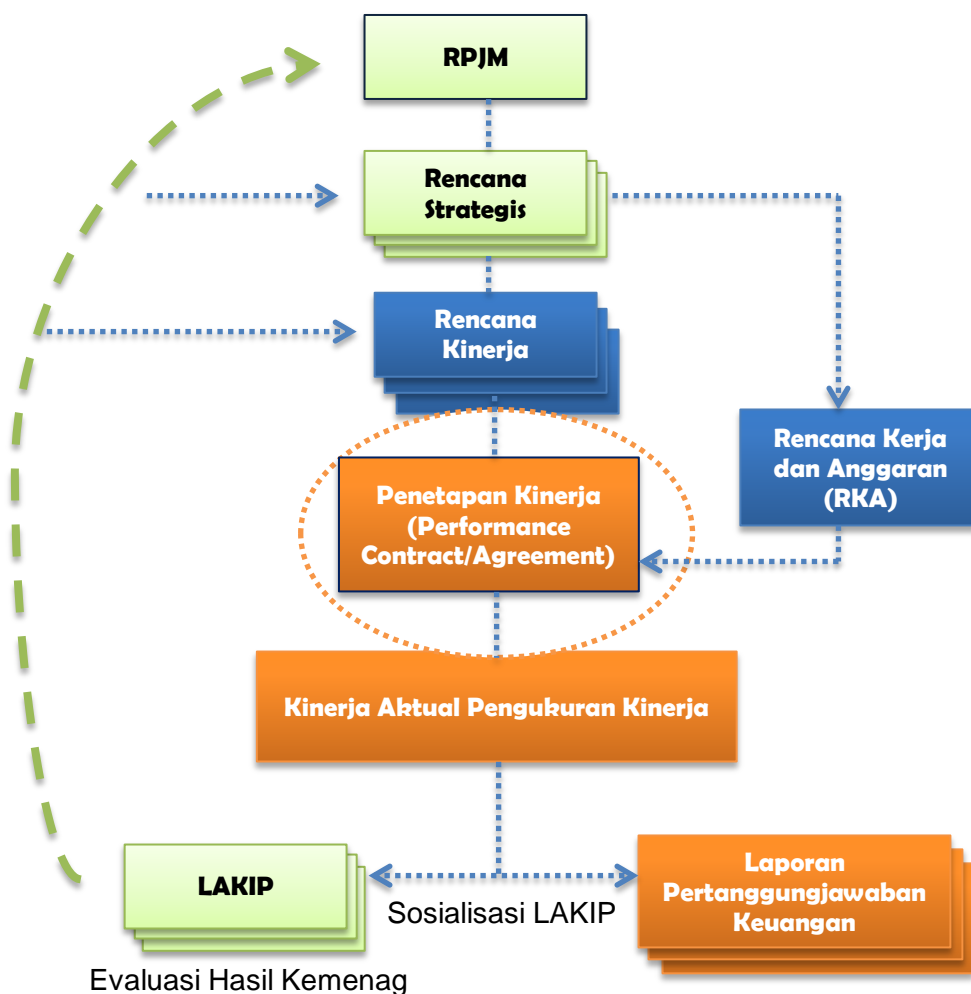 RPJM
Rencana
Strategis
Rencana
Kinerja
Rencana Kerja
dan Anggaran
(RKA)
Penetapan Kinerja
(Performance
Contract/Agreement)
Kinerja Aktual Pengukuran Kinerja
LAKIP
Sosialisasi LAKIP
Laporan
Pertanggungjawaban
Keuangan
Evaluasi Hasil Kemenag